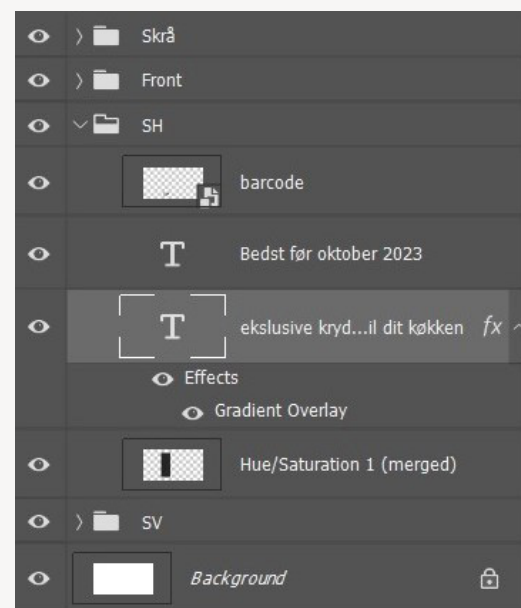 Skrå
Front
SH
barcode
T Bedst før oktober 2023
T ekslusive kryd...il dit køkken fx
Effects
Gradient Overlay
Hue/Saturation 1 (merged)
SV
Background